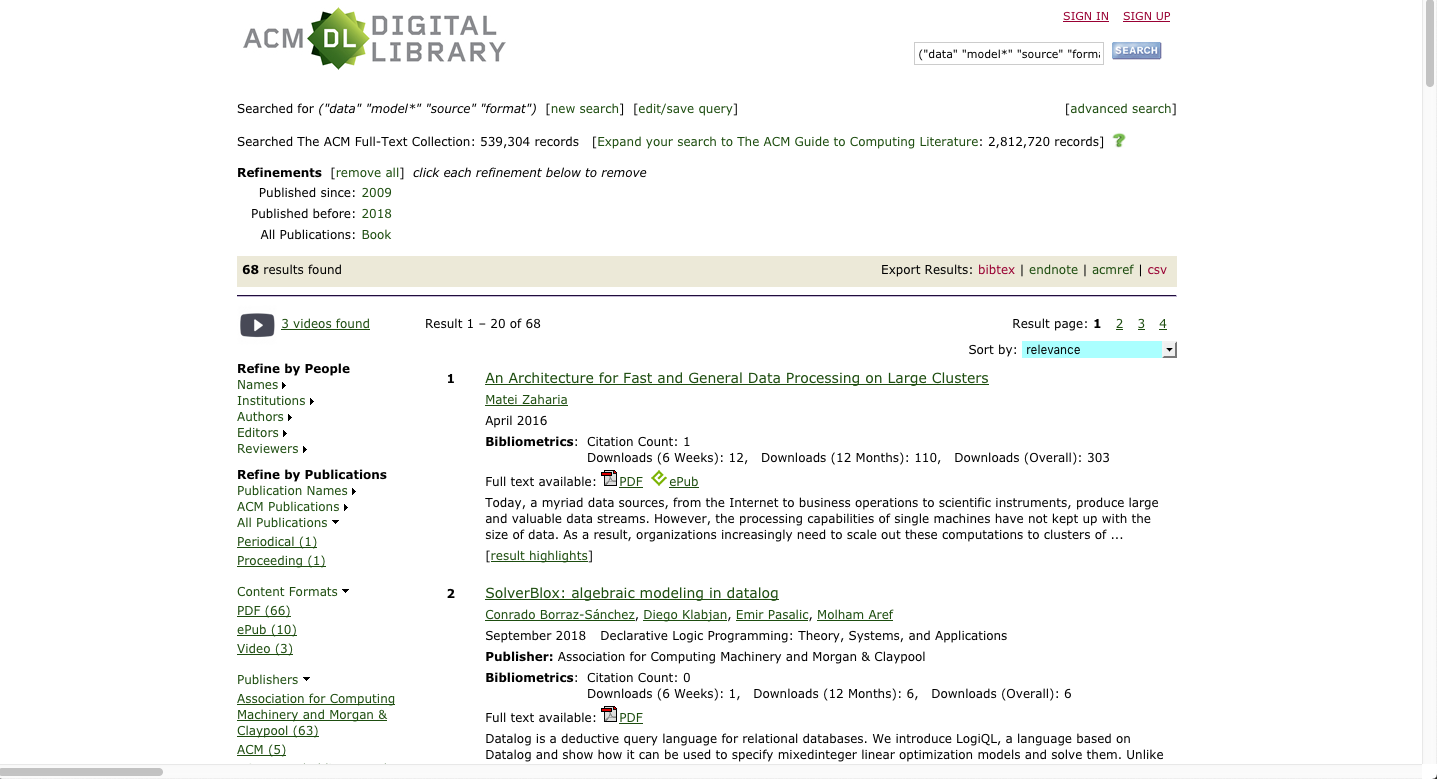 ACM DL DIGITAL LIBRARY
SIGN IN SIGN UP
("data" "model*" "source" "forma SEARCH
Searched for ("data" "model*" "source" "format") [new search] [edit/save query] [advanced search]
Searched The ACM Full-Text Collection: 539,304 records [Expand your search to The ACM Guide to Computing Literature: 2,812,720 records] ?
Refinements [remove all] click each refinement below to remove
Published since: 2009
Published before: 2018
All Publications: Book
68 results found Export Results: bibtex | endnote | acmref | csv
3 videos found Result 1 – 20 of 68 Result page: 1 2 3 4
Sort by: relevance
Refine by People
Names
Institutions
Authors
Editors
Reviewers
Refine by Publications
Publication Names
ACM Publications
All Publications
Periodical (1)
Proceeding (1)
Content Formats
PDF (66)
ePub (10)
Video (3)
Publishers
Association for Computing
Machinery and Morgan &
Claypool (63)
ACM (5)
1 An Architecture for Fast and General Data Processing on Large Clusters
Matei Zaharia
April 2016
Bibliometrics: Citation Count: 1
Downloads (6 Weeks): 12, Downloads (12 Months): 110, Downloads (Overall): 303
Full text available: PDF ePub
Today, a myriad data sources, from the Internet to business operations to scientific instruments, produce large
and valuable data streams. However, the processing capabilities of single machines have not kept up with the
size of data. As a result, organizations increasingly need to scale out these computations to clusters of ...
[result highlights]
2 SolverBlox: algebraic modeling in datalog
Conrado Borraz-Sánchez, Diego Klabjan, Emir Pasalic, Molham Aref
September 2018 Declarative Logic Programming: Theory, Systems, and Applications
Publisher: Association for Computing Machinery and Morgan & Claypool
Bibliometrics: Citation Count: 0
Downloads (6 Weeks): 1, Downloads (12 Months): 6, Downloads (Overall): 6
Full text available: PDF
Datalog is a deductive query language for relational databases. We introduce LogiQL, a language based on
Datalog and show how it can be used to specify mixedinteger linear optimization models and solve them. Unlike